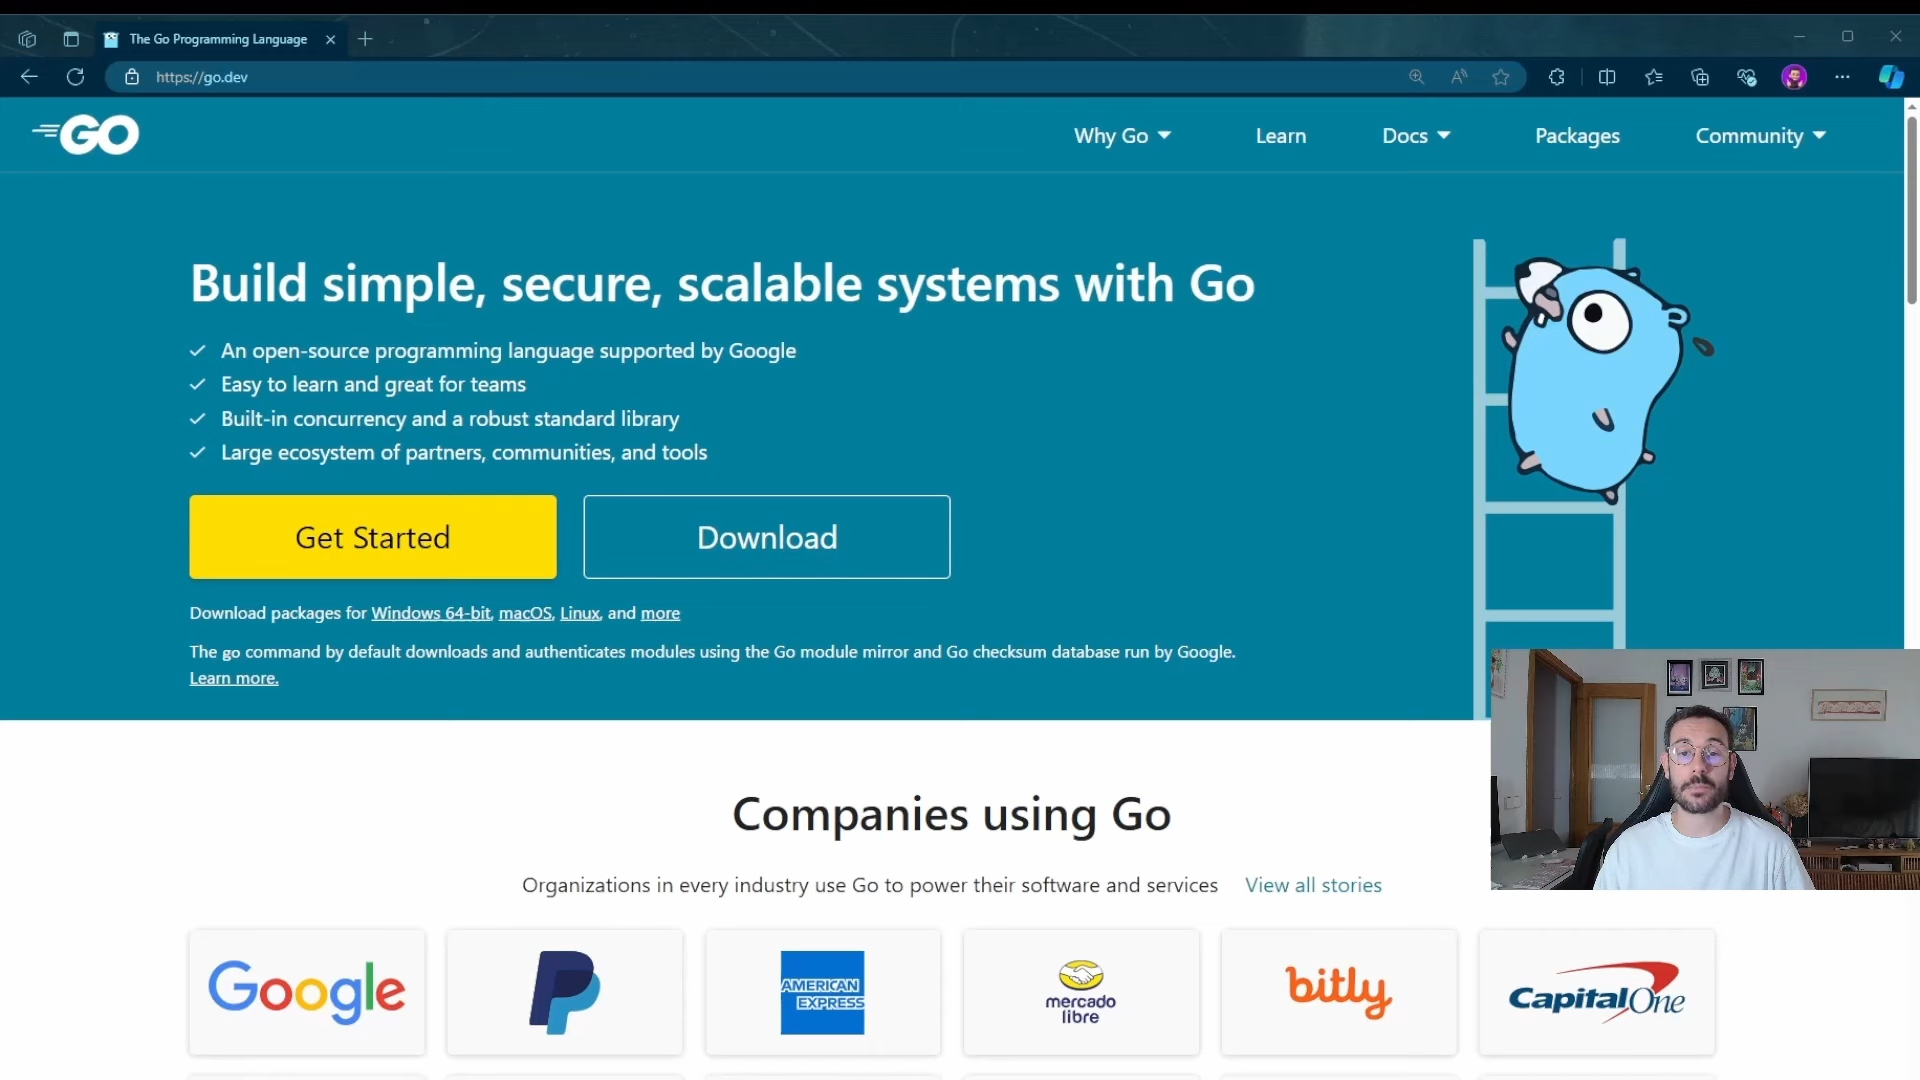 The Go Programming Language
https://go.dev
GO
Why Go
Learn
Docs
Packages
Community
Build simple, secure, scalable systems with Go
An open-source programming language supported by Google
Easy to learn and great for teams
Built-in concurrency and a robust standard library
Large ecosystem of partners, communities, and tools
Get Started
Download
Download packages for Windows 64-bit, macOS, Linux, and more
The go command by default downloads and authenticates modules using the Go module mirror and Go checksum database run by Google.
Learn more.
Companies using Go
Organizations in every industry use Go to power their software and services View all stories
Google
AMERICAN
EXPRESS
mercado
libre
bitly
Capital One